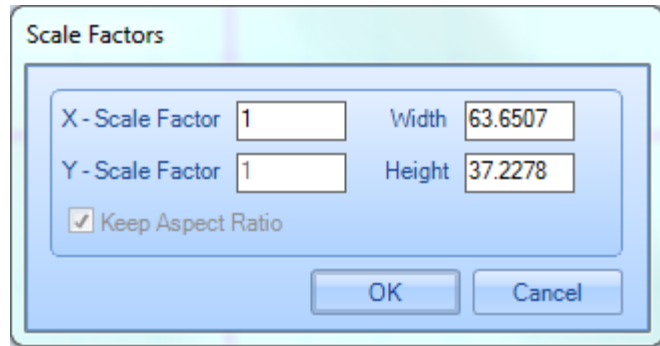 Scale Factors
X - Scale Factor 1 Width 63.6507
Y - Scale Factor 1 Height 37.2278
Keep Aspect Ratio
OK Cancel